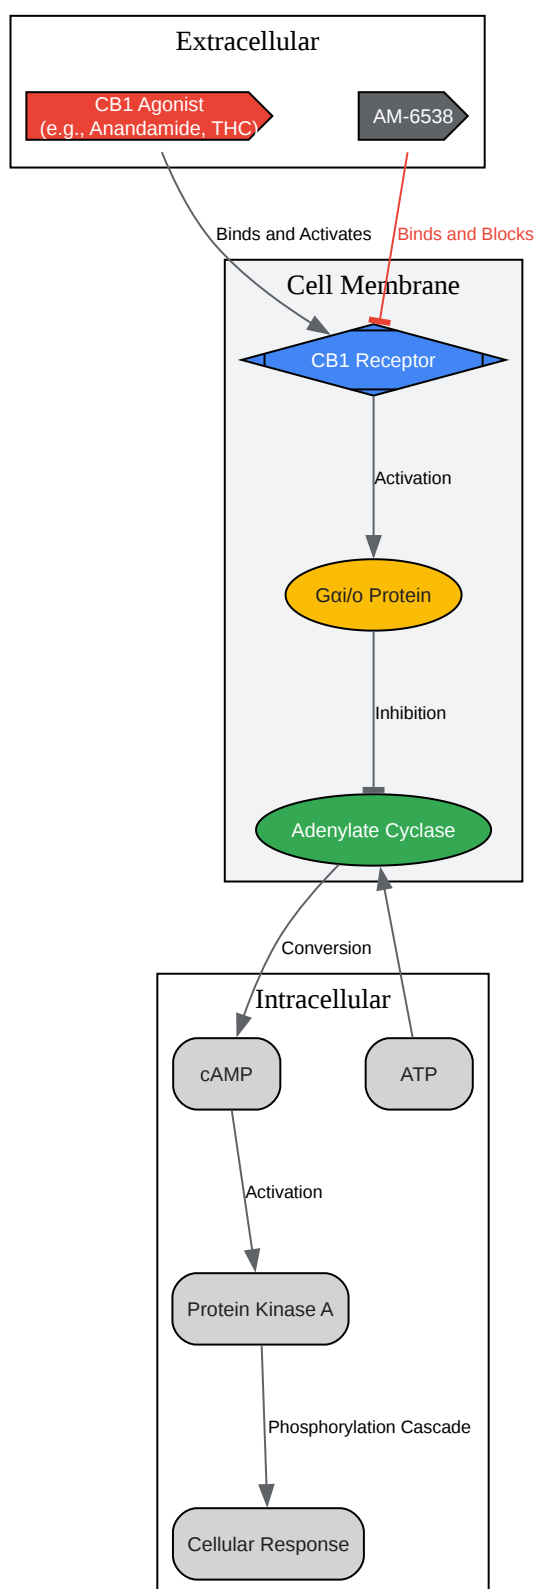 Extracellular
CB1 Agonist
(e.g., Anandamide, THC)
AM-6538
Binds and Activates
Binds and Blocks
Cell Membrane
CB1 Receptor
Activation
Gαi/o Protein
Inhibition
Adenylate Cyclase
Conversion
Intracellular
cAMP
ATP
Activation
Protein Kinase A
Phosphorylation Cascade
Cellular Response